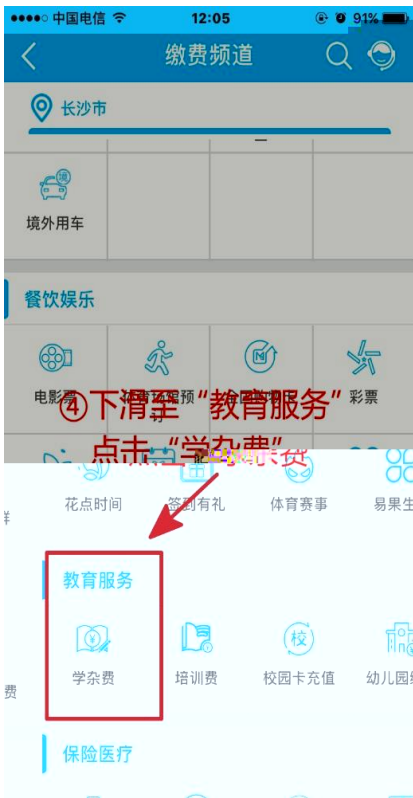 中国电信 12:05 91%
缴费频道
长沙市
境外用车
餐饮娱乐
电影票 彩票
④下滑至“教育服务”
点击“学杂费”
花点时间 签到有礼 体育赛事 易果生
教育服务
学杂费 培训费 校园卡充值 幼儿园
费
保险医疗